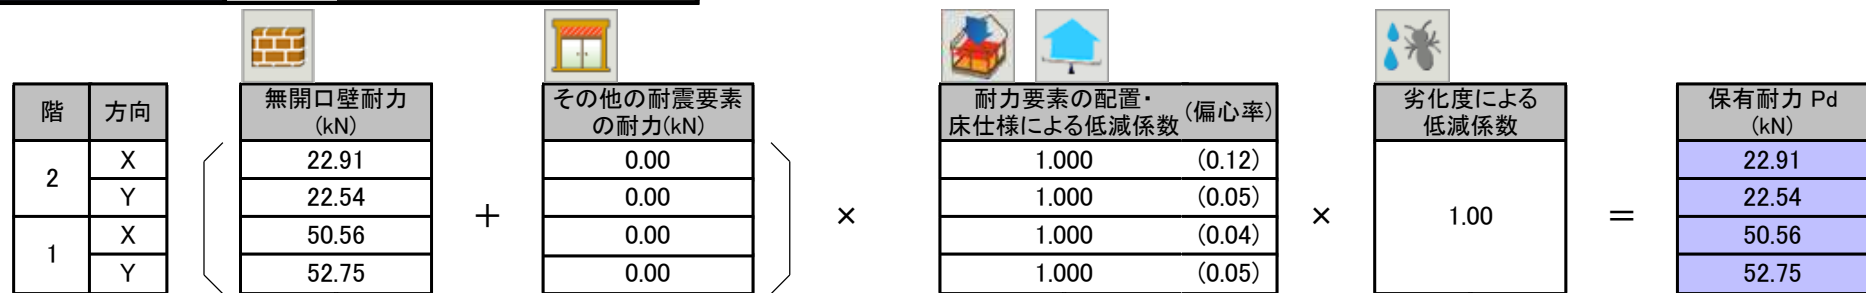 階 方向 無開口壁耐力 (kN) その他の耐震要素 の耐力(kN) 耐力要素の配置・ 床仕様による低減係数 (偏心率) 劣化度による 低減係数 保有耐力 Pd (kN)
2 X 22.91 0.00 1.000 (0.12) 22.91
Y 22.54 0.00 1.000 (0.05) 22.54
＋ × × 1.00 ＝
1 X 50.56 0.00 1.000 (0.04) 50.56
Y 52.75 0.00 1.000 (0.05) 52.75